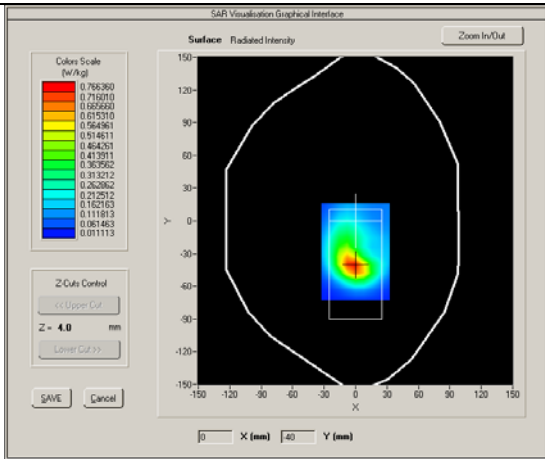 SAR Visualisation Graphical Interface
Surface Radiated Intensity
Zoom In/Out
Colors Scale
(W/kg)
0.766360
0.716010
0.665660
0.615310
0.564961
0.514611
0.464261
0.413911
0.363562
0.313212
0.262862
0.212512
0.162163
0.111813
0.061463
0.011113
150
120
90
60
30
0
-30
-60
-90
-120
-150
Y
-150 -120 -90 -60 -30 0 30 60 90 120 150
X
Z-Cuts Control
<< Upper Cut
Z = 4.0 mm
Lower Cut >>
SAVE
Cancel
0 X (mm) -40 Y (mm)